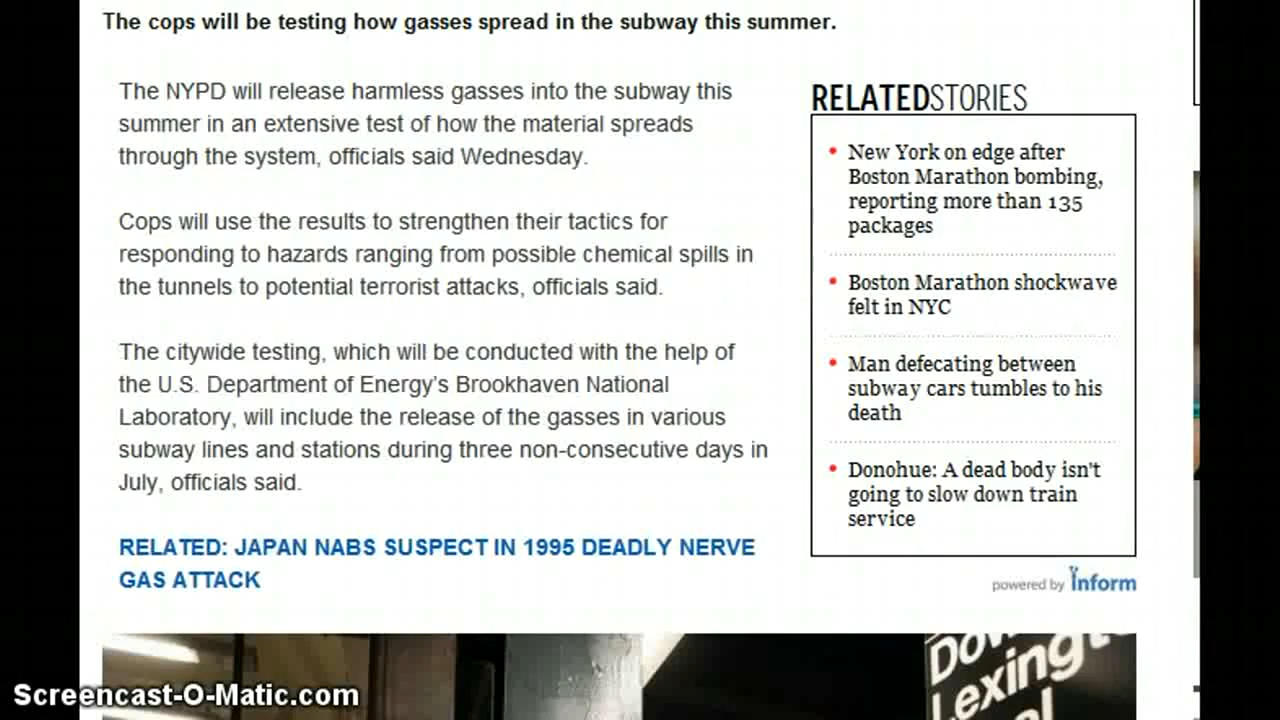 The cops will be testing how gasses spread in the subway this summer.
The NYPD will release harmless gasses into the subway this
summer in an extensive test of how the material spreads
through the system, officials said Wednesday.
Cops will use the results to strengthen their tactics for
responding to hazards ranging from possible chemical spills in
the tunnels to potential terrorist attacks, officials said.
The citywide testing, which will be conducted with the help of
the U.S. Department of Energy's Brookhaven National
Laboratory, will include the release of the gasses in various
subway lines and stations during three non-consecutive days in
July, officials said.
RELATED: JAPAN NABS SUSPECT IN 1995 DEADLY NERVE
GAS ATTACK
RELATEDSTORIES
• New York on edge after
Boston Marathon bombing,
reporting more than 135
packages
• Boston Marathon shockwave
felt in NYC
• Man defecating between
subway cars tumbles to his
death
• Donohue: A dead body isn't
going to slow down train
service
powered by inform
Screencast-O-Matic.com